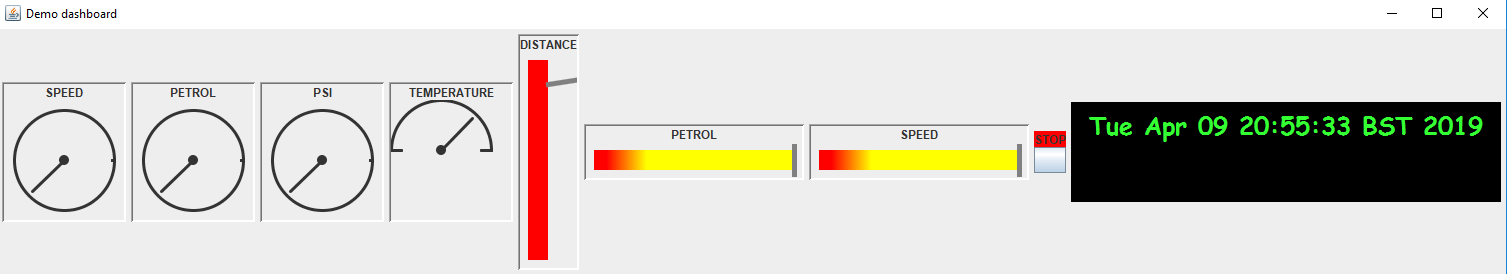 Demo dashboard
SPEED
PETROL
PSI
TEMPERATURE
DISTANCE
PETROL
SPEED
STOP
Tue Apr 09 20:55:33 BST 2019